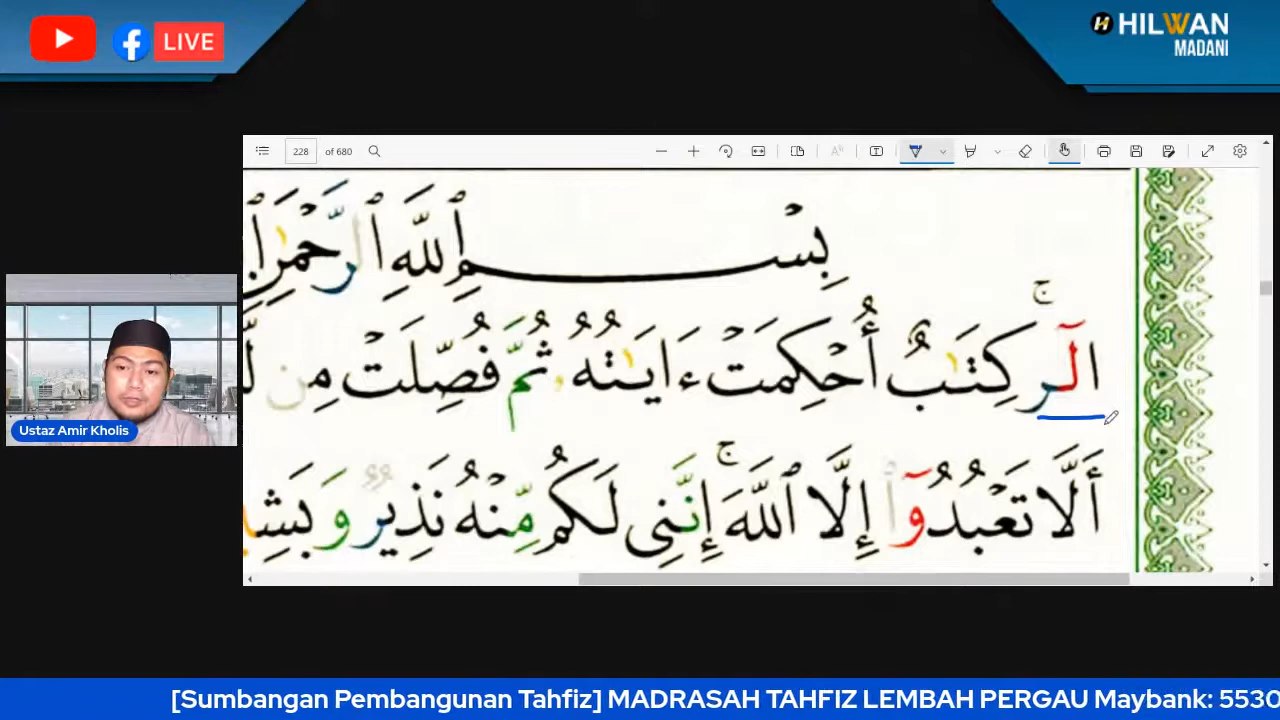 LIVE
HILWAN
MADANI
228 of 680
بِسْمِ ٱللَّهِ ٱلرَّحْمَٰنِ
الٓر ۚ كِتَٰبٌ أُحْكِمَتْ ءَايَٰتُهُۥ ثُمَّ فُصِّلَتْ مِن
أَلَّا تَعْبُدُوٓا۟ إِلَّا ٱللَّهَ ۚ إِنَّنِى لَكُم مِّنْهُ نَذِيرٌ وَبَشِ
Ustaz Amir Kholis
[Sumbangan Pembangunan Tahfiz] MADRASAH TAHFIZ LEMBAH PERGAU Maybank: 5530